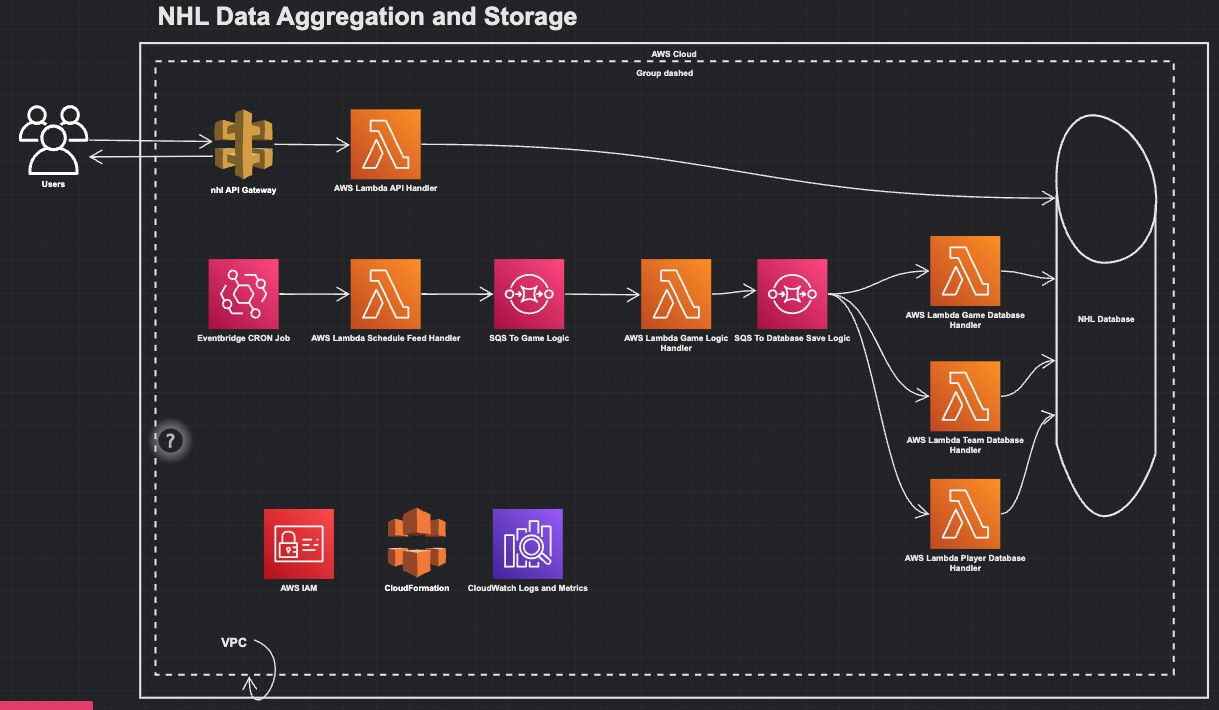 NHL Data Aggregation and Storage
AWS Cloud
Group dashed
Users
nhl API Gateway
AWS Lambda API Handler
Eventbridge CRON Job
AWS Lambda Schedule Feed Handler
SQS To Game Logic
AWS Lambda Game Logic
Handler
SQS To Database Save Logic
AWS Lambda Game Database
Handler
NHL Database
AWS Lambda Team Database
Handler
?
AWS Lambda Player Database
Handler
AWS IAM
CloudFormation
CloudWatch Logs and Metrics
VPC